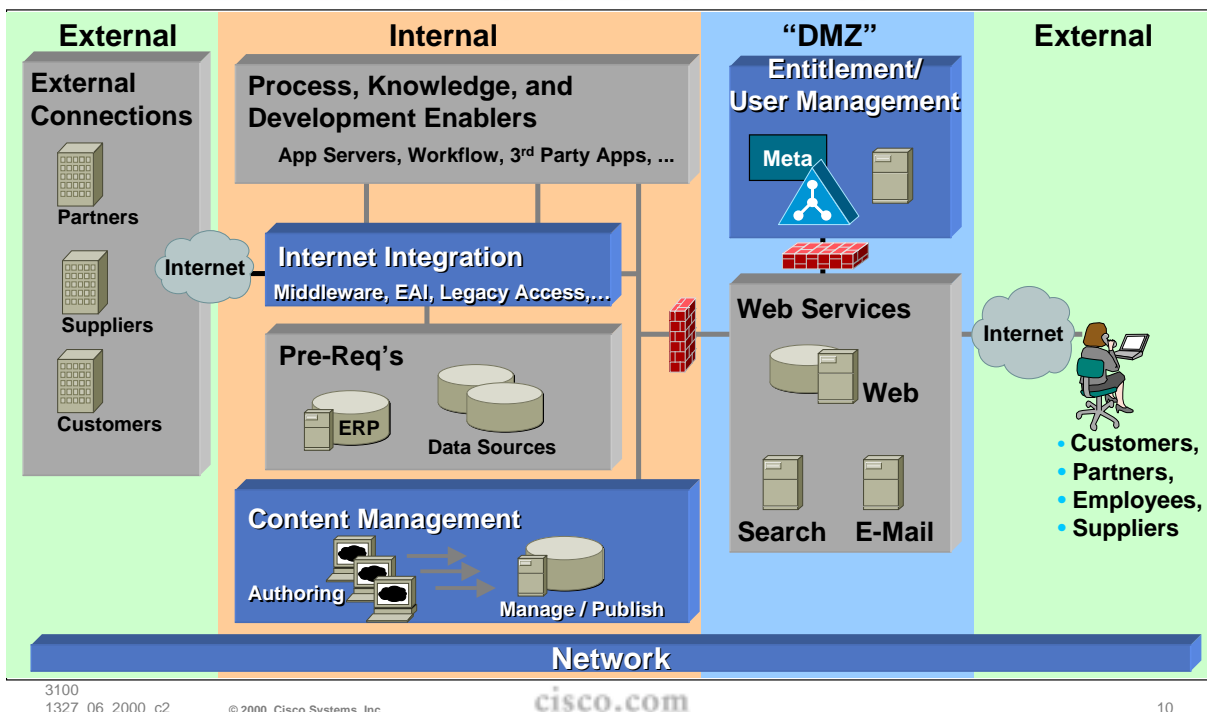 External
Internal
“DMZ”
External
External
Connections
Partners
Suppliers
Customers
Internet
Process, Knowledge, and
Development Enablers
App Servers, Workflow, 3rd Party Apps, ...
Internet Integration
Middleware, EAI, Legacy Access,…
Pre-Req's
ERP
Data Sources
Content Management
Authoring
Manage / Publish
Entitlement/
User Management
Meta
Web Services
Web
Search
E-Mail
Internet
• Customers,
• Partners,
• Employees,
• Suppliers
Network
3100
1327_06_2000_c2
© 2000, Cisco Systems, Inc.
cisco.com
10